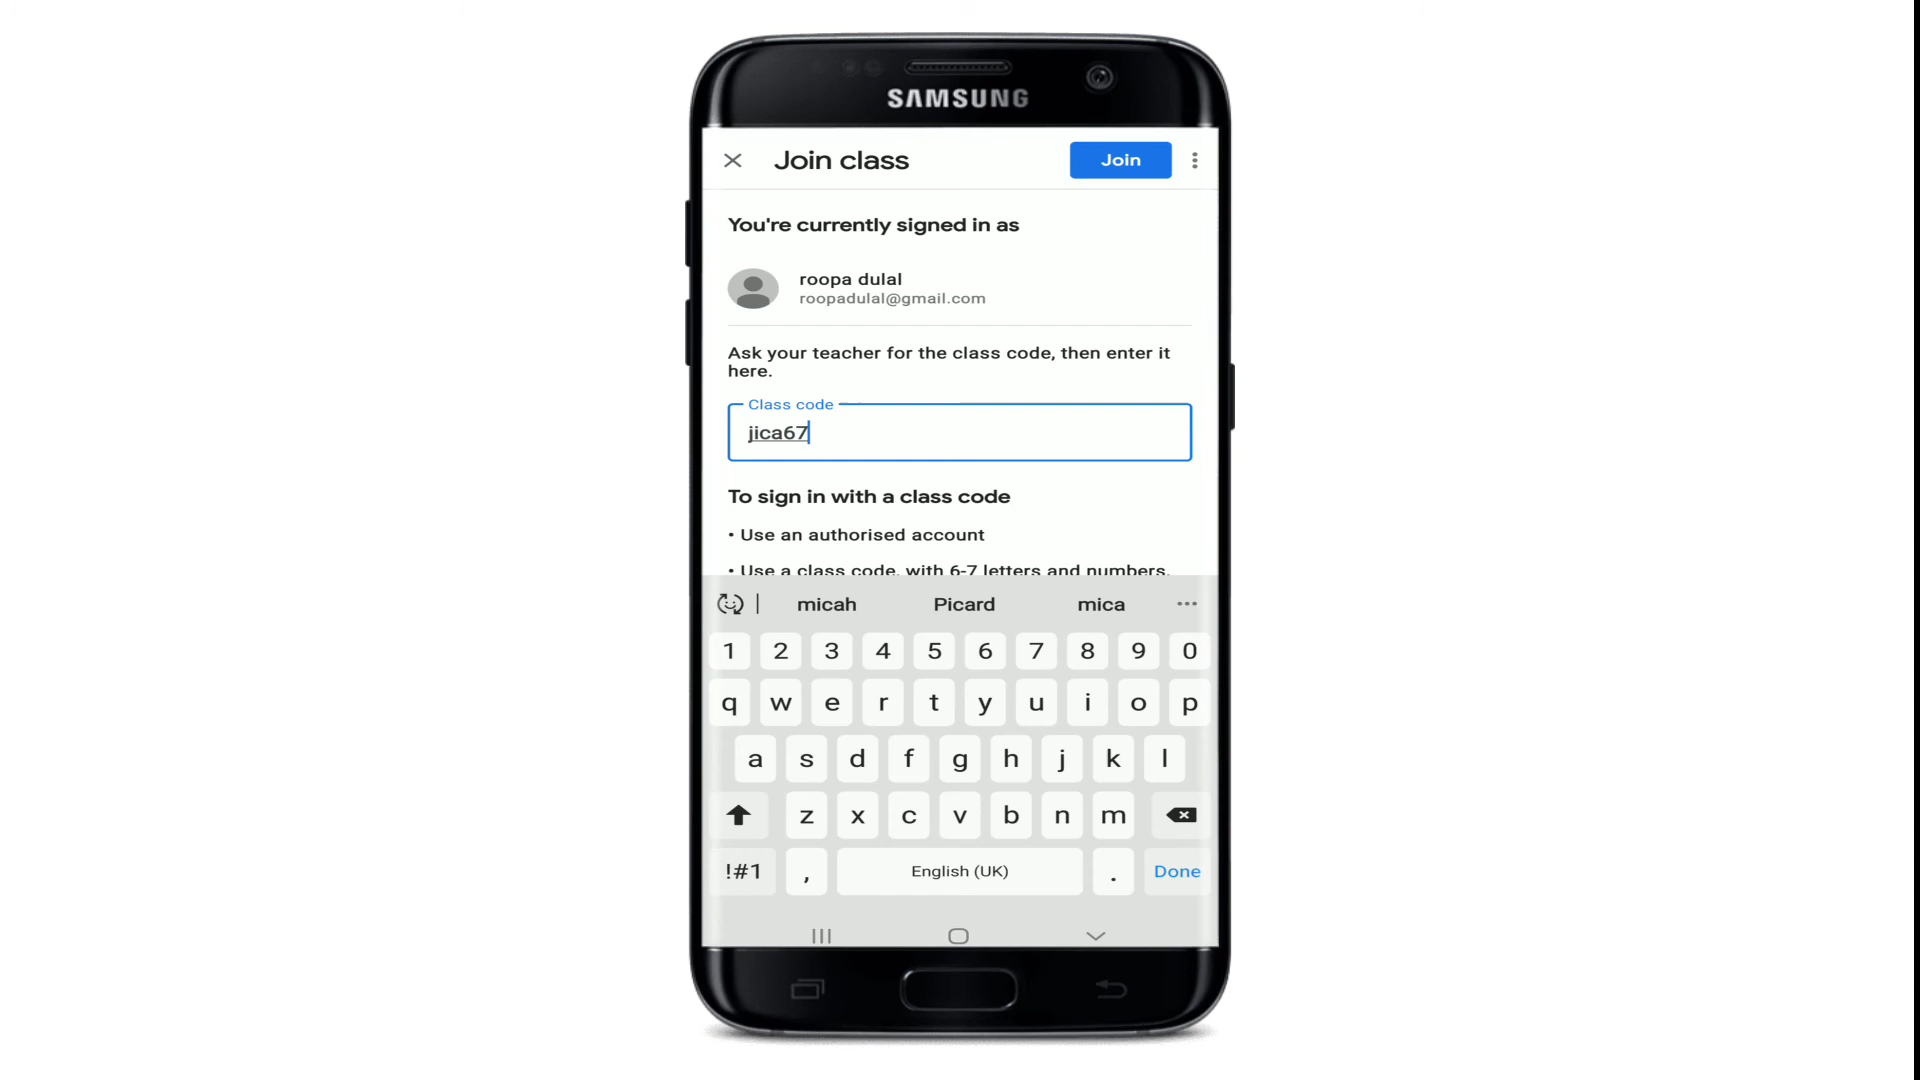 SAMSUNG
Join class
Join
You're currently signed in as
roopa dulal
roopadulal@gmail.com
Ask your teacher for the class code, then enter it
here.
Class code
jica67
To sign in with a class code
• Use an authorised account
• Use a class code, with 6-7 letters and numbers,
micah Picard mica
1 2 3 4 5 6 7 8 9 0
q w e r t y u i o p
a s d f g h j k l
z x c v b n m
!#1 , English (UK) . Done